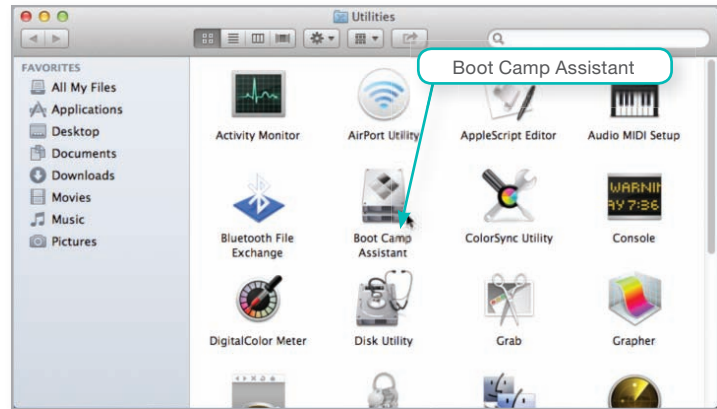 Utilities
Boot Camp Assistant
FAVORITES
All My Files
Applications
Desktop
Documents
Downloads
Movies
Music
Pictures
Activity Monitor
AirPort Utility
AppleScript Editor
Audio MIDI Setup
WARNIN
AY 7:36
Bluetooth File
Exchange
Boot Camp
Assistant
ColorSync Utility
Console
DigitalColor Meter
Disk Utility
Grab
Grapher